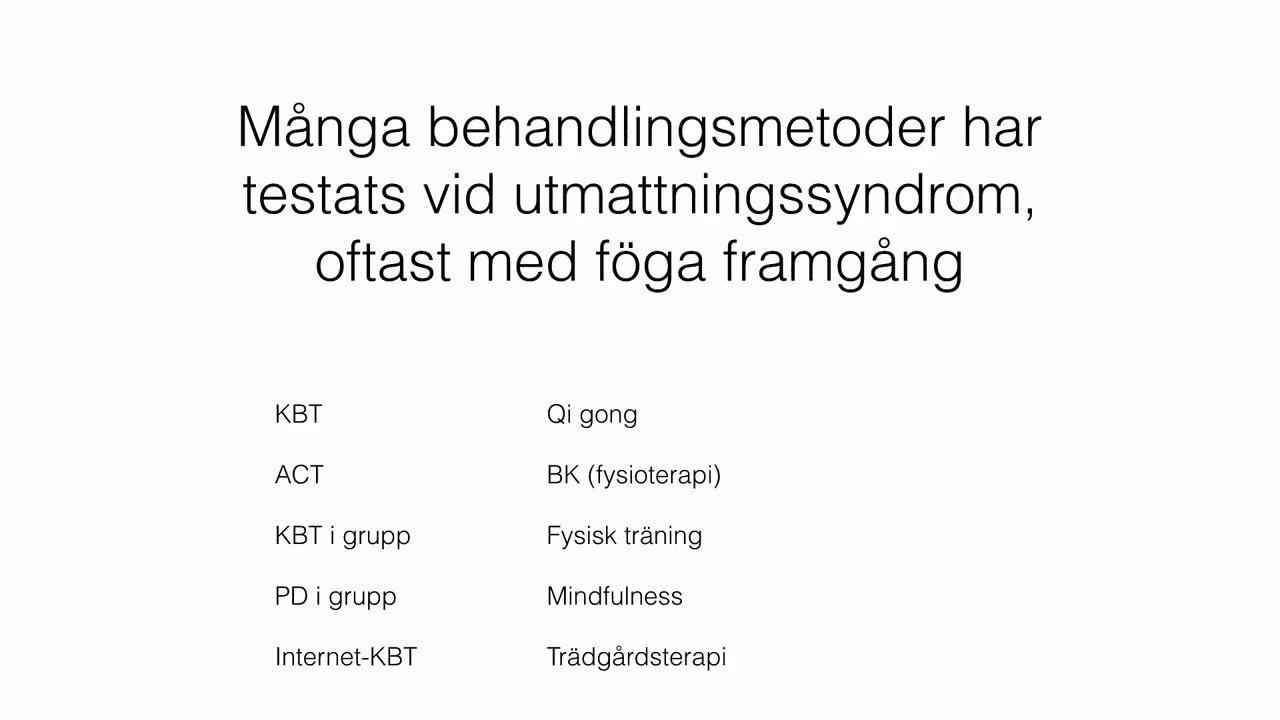 Många behandlingsmetoder har
testats vid utmattningssyndrom,
oftast med föga framgång
KBT
ACT
KBT i grupp
PD i grupp
Internet-KBT
Qi gong
BK (fysioterapi)
Fysisk träning
Mindfulness
Trädgårdsterapi